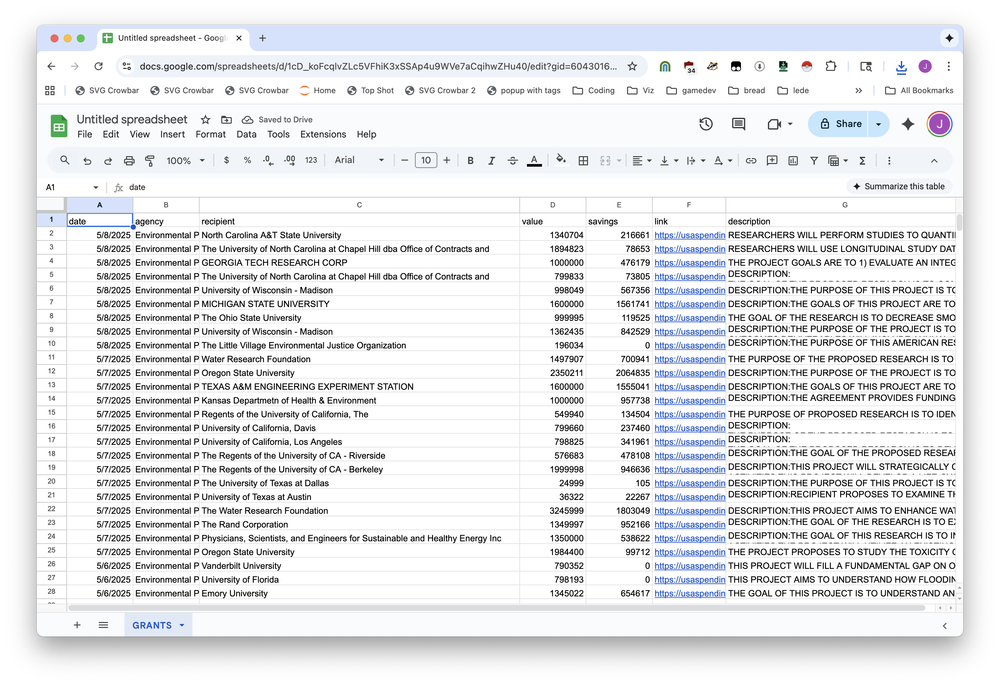 Untitled spreadsheet - Googl
docs.google.com/spreadsheets/d/1cD_koFcqlvZLc5VFhiK3xSSAp4u9WVe7aCqihwZHu40/edit?gid=6043016...
34
PDF
J
SVG Crowbar
SVG Crowbar
SVG Crowbar
Home
Top Shot
SVG Crowbar 2
popup with tags
Coding
Viz
gamedev
bread
lede
All Bookmarks
Untitled spreadsheet
Saved to Drive
File Edit View Insert Format Data Tools Extensions Help
Share
J
100% $ % .0 .00 123 Arial 10 B I A
A1 fx date
Summarize this table
A B C D E F G
1 date agency recipient value savings link description
2 5/8/2025 Environmental P North Carolina A&T State University 1340704 216661 https://usaspendin RESEARCHERS WILL PERFORM STUDIES TO QUANTI
3 5/8/2025 Environmental P The University of North Carolina at Chapel Hill dba Office of Contracts and 1894823 78653 https://usaspendin RESEARCHERS WILL USE LONGITUDINAL STUDY DAT
4 5/8/2025 Environmental P GEORGIA TECH RESEARCH CORP 1000000 476179 https://usaspendin THE PROJECT GOALS ARE TO 1) EVALUATE AN INTEG
5 5/8/2025 Environmental P The University of North Carolina at Chapel Hill dba Office of Contracts and 799833 73805 https://usaspendin DESCRIPTION:
6 5/8/2025 Environmental P University of Wisconsin - Madison 998049 567356 https://usaspendin DESCRIPTION:THE PURPOSE OF THIS PROJECT IS TO
7 5/8/2025 Environmental P MICHIGAN STATE UNIVERSITY 1600000 1561741 https://usaspendin DESCRIPTION:THE GOALS OF THIS PROJECT ARE TO
8 5/8/2025 Environmental P The Ohio State University 999995 119525 https://usaspendin THE GOAL OF THE RESEARCH IS TO DECREASE SMO
9 5/8/2025 Environmental P University of Wisconsin - Madison 1362435 842529 https://usaspendin DESCRIPTION:THE PURPOSE OF THE PROJECT IS TO
10 5/8/2025 Environmental P The Little Village Environmental Justice Organization 196034 0 https://usaspendin DESCRIPTION:THE PURPOSE OF THIS AMERICAN RES
11 5/7/2025 Environmental P Water Research Foundation 1497907 700941 https://usaspendin THE PURPOSE OF THE PROPOSED RESEARCH IS TO
12 5/7/2025 Environmental P Oregon State University 2350211 2064835 https://usaspendin DESCRIPTION:THE PURPOSE OF THE PROJECT IS TO
13 5/7/2025 Environmental P TEXAS A&M ENGINEERING EXPERIMENT STATION 1600000 1555041 https://usaspendin DESCRIPTION:THE GOALS OF THIS PROJECT ARE TO
14 5/7/2025 Environmental P Kansas Departmetn of Health & Environment 1000000 957738 https://usaspendin DESCRIPTION:THE AGREEMENT PROVIDES FUNDING
15 5/7/2025 Environmental P Regents of the University of California, The 549940 134504 https://usaspendin THE PURPOSE OF PROPOSED RESEARCH IS TO IDEN
16 5/7/2025 Environmental P University of California, Davis 799660 237460 https://usaspendin DESCRIPTION:
17 5/7/2025 Environmental P University of California, Los Angeles 798825 341961 https://usaspendin DESCRIPTION:
18 5/7/2025 Environmental P The Regents of the University of CA - Riverside 576683 478108 https://usaspendin DESCRIPTION:THE GOAL OF THE PROPOSED RESEAR
19 5/7/2025 Environmental P The Regents of the University of CA - Berkeley 1999998 946636 https://usaspendin DESCRIPTION:THIS PROJECT WILL STRATEGICALLY C
20 5/7/2025 Environmental P The University of Texas at Dallas 24999 105 https://usaspendin DESCRIPTION:THE PURPOSE OF THIS PROJECT IS TO
21 5/7/2025 Environmental P University of Texas at Austin 36322 22267 https://usaspendin DESCRIPTION:RECIPIENT PROPOSES TO EXAMINE TH
22 5/7/2025 Environmental P The Water Research Foundation 3245999 1803049 https://usaspendin DESCRIPTION:THIS PROJECT AIMS TO ENHANCE WAT
23 5/7/2025 Environmental P The Rand Corporation 1349997 952166 https://usaspendin DESCRIPTION:THE GOAL OF THE RESEARCH IS TO EX
24 5/7/2025 Environmental P Physicians, Scientists, and Engineers for Sustainable and Healthy Energy Inc 1350000 538622 https://usaspendin DESCRIPTION:THE GOAL OF THIS RESEARCH IS TO IN
25 5/7/2025 Environmental P Oregon State University 1984400 99712 https://usaspendin THE PROJECT PROPOSES TO STUDY THE TOXICITY O
26 5/6/2025 Environmental P Vanderbilt University 790352 0 https://usaspendin THIS PROJECT WILL FILL A FUNDAMENTAL GAP ON O
27 5/6/2025 Environmental P University of Florida 798193 0 https://usaspendin THIS PROJECT AIMS TO UNDERSTAND HOW FLOODIN
28 5/6/2025 Environmental P Emory University 1345022 654617 https://usaspendin THE GOAL OF THIS PROJECT IS TO UNDERSTAND AN
GRANTS